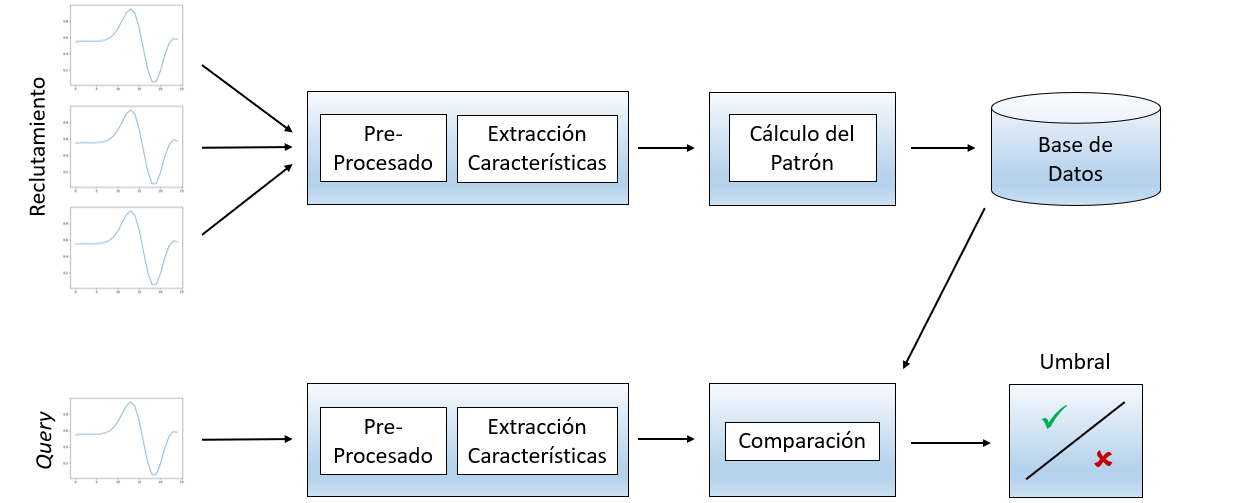 Reclutamiento
Pre-
Procesado
Extracción
Características
Cálculo del
Patrón
Base de
Datos
Query
Pre-
Procesado
Extracción
Características
Comparación
Umbral